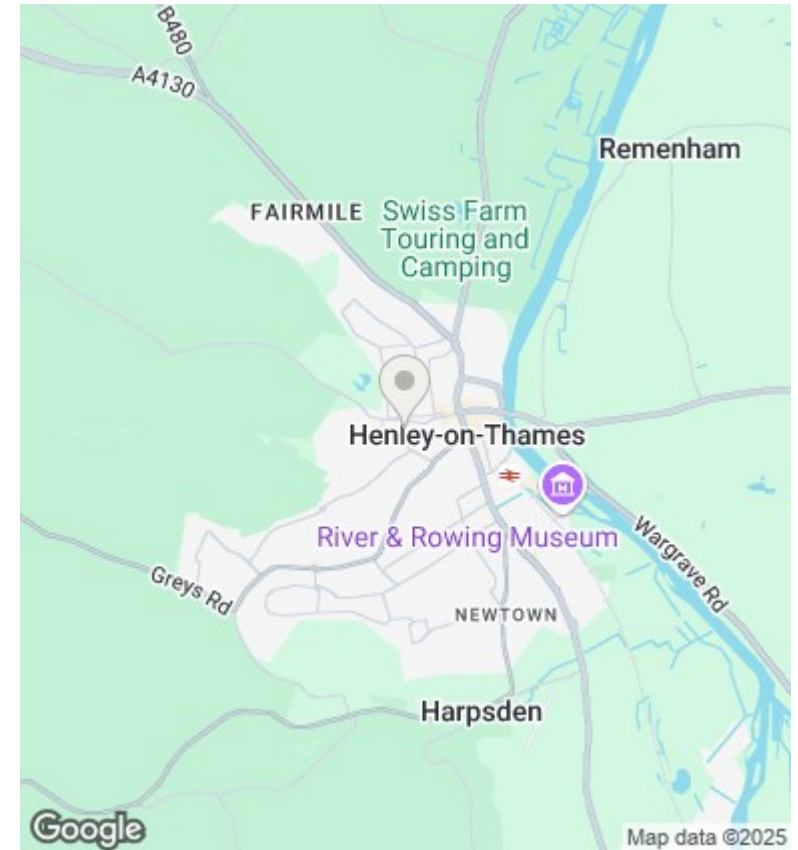 B480
A4130
Remenham
FAIRMILE
Swiss Farm
Touring and
Camping
Henley-on-Thames
River & Rowing Museum
Wargrave Rd
Greys Rd
NEWTOWN
Harpsden
Google
Map data ©2025